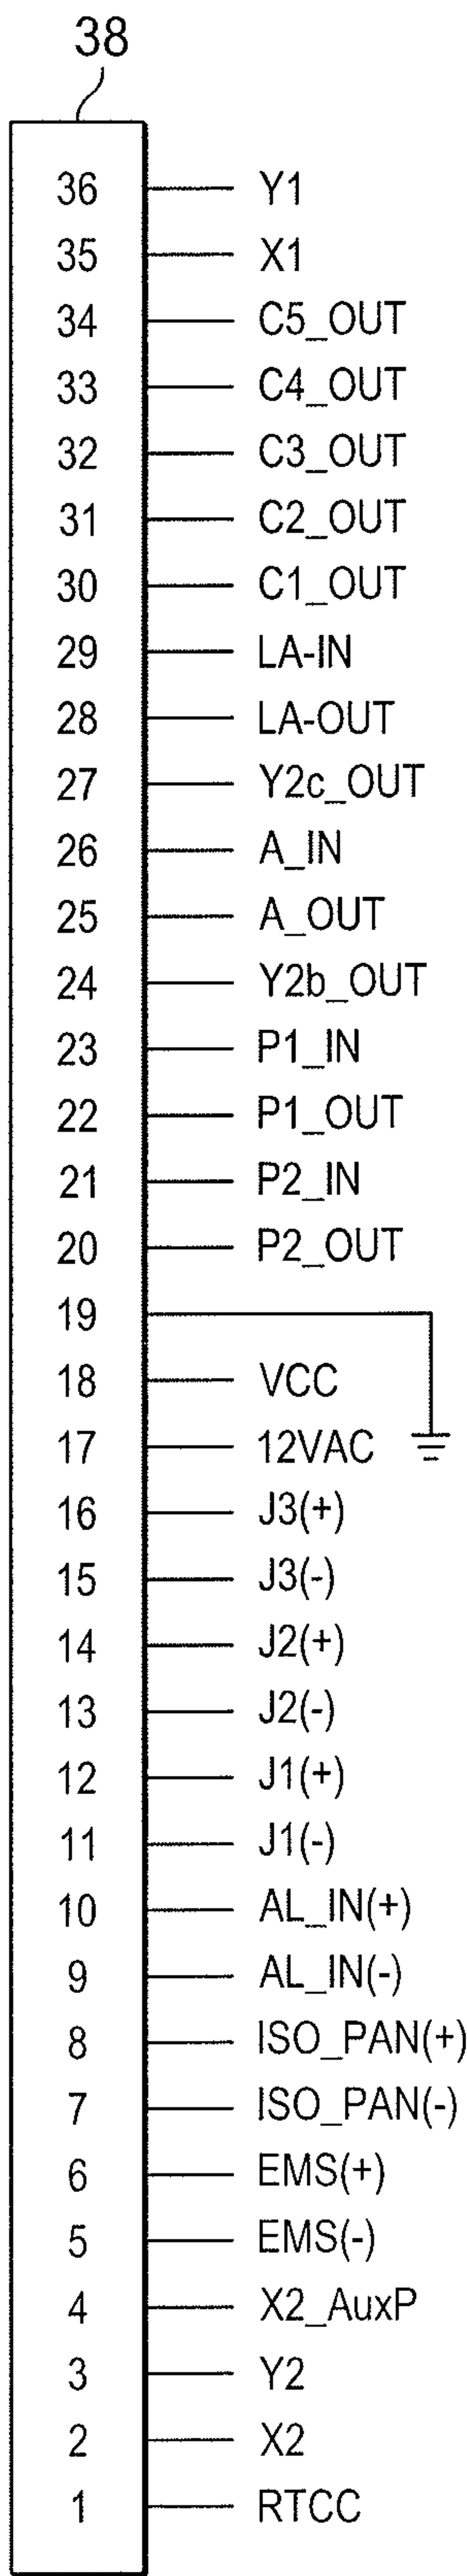 38
36 Y1
35 X1
34 C5_OUT
33 C4_OUT
32 C3_OUT
31 C2_OUT
30 C1_OUT
29 LA-IN
28 LA-OUT
27 Y2c_OUT
26 A_IN
25 A_OUT
24 Y2b_OUT
23 P1_IN
22 P1_OUT
21 P2_IN
20 P2_OUT
19
18 VCC
17 12VAC
16 J3(+)
15 J3(-)
14 J2(+)
13 J2(-)
12 J1(+)
11 J1(-)
10 AL_IN(+)
9 AL_IN(-)
8 ISO_PAN(+)
7 ISO_PAN(-)
6 EMS(+)
5 EMS(-)
4 X2_AuxP
3 Y2
2 X2
1 RTCC